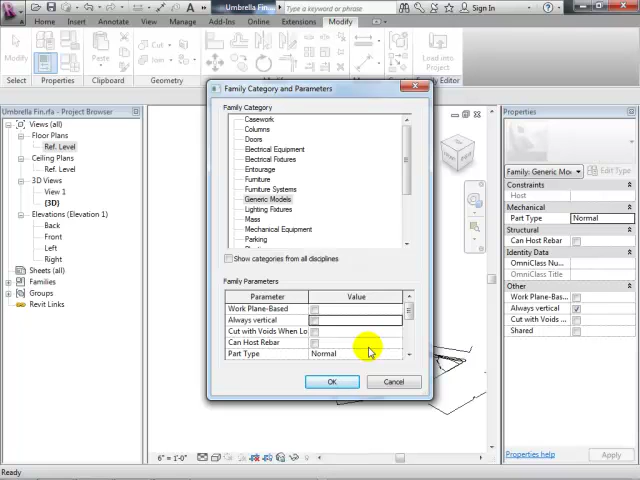 Umbrella Fin...
Type a keyword or phrase
Sign In
Home
Insert
Annotate
Detail
View
Manage
Add-Ins
Online
Extensions
Modify
Modify
Paste
Cut
Join
Load into
Project
Select
Properties
Clipboard
Geometry
Modify
Family Editor
Umbrella Fin.rfa - Project Browser
Views (all)
Floor Plans
Ref. Level
Ceiling Plans
Ref. Level
3D Views
View 1
{3D}
Elevations (Elevation 1)
Back
Front
Left
Right
Sheets (all)
Families
Groups
Revit Links
Family Category and Parameters
Family Category
Casework
Columns
Doors
Electrical Equipment
Electrical Fixtures
Entourage
Furniture
Furniture Systems
Generic Models
Lighting Fixtures
Mass
Mechanical Equipment
Parking
Show categories from all disciplines
Family Parameters
Parameter
Value
Work Plane-Based
Always vertical
Cut with Voids When Lo
Can Host Rebar
Part Type
Normal
OK
Cancel
Properties
Family: Generic Mod
Edit Type
Constraints
Host
Mechanical
Part Type
Normal
Structural
Can Host Rebar
Identity Data
OmniClass Nu...
OmniClass Title
Other
Work Plane-B...
Always vertical
Cut with Void...
Shared
Properties help
Apply
6" = 1'-0"
Ready